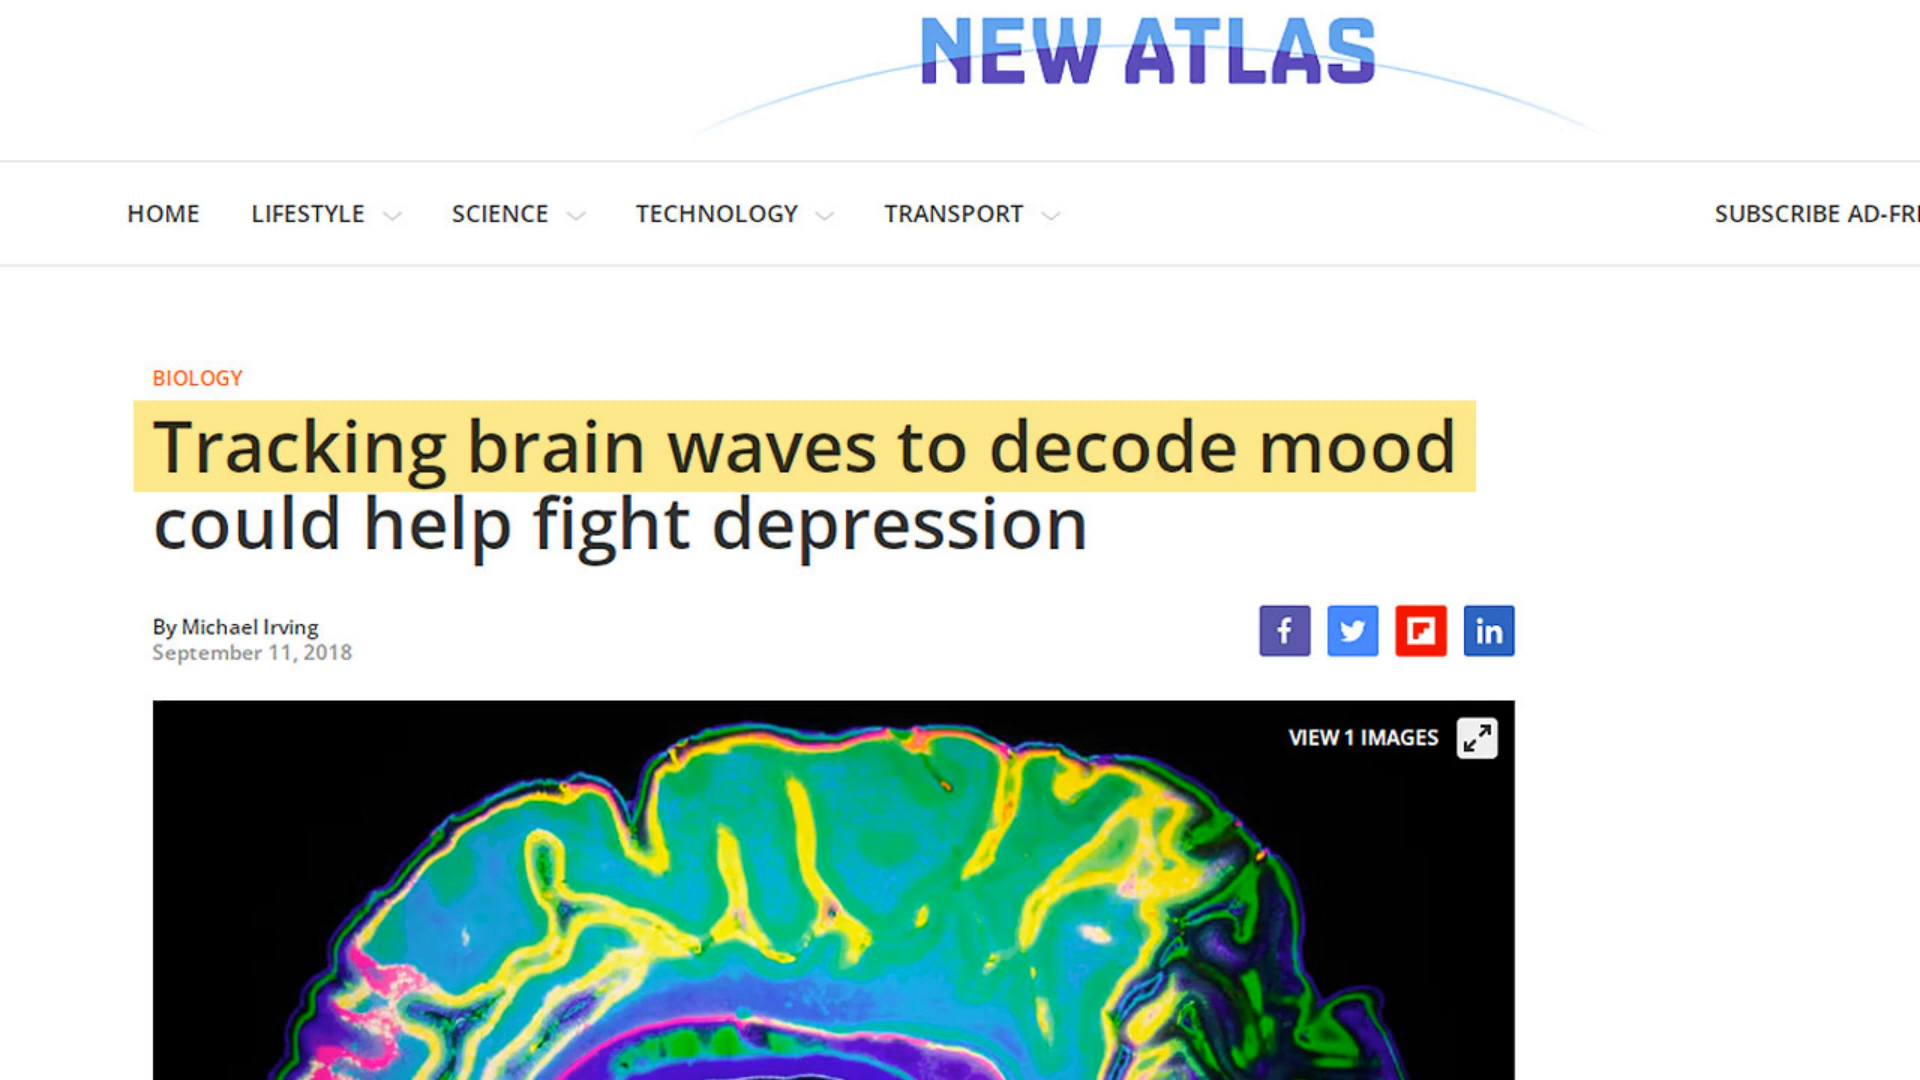 NEW ATLAS
HOME LIFESTYLE SCIENCE TECHNOLOGY TRANSPORT SUBSCRIBE AD-FR
BIOLOGY
Tracking brain waves to decode mood
could help fight depression
By Michael Irving
September 11, 2018
f in
VIEW 1 IMAGES